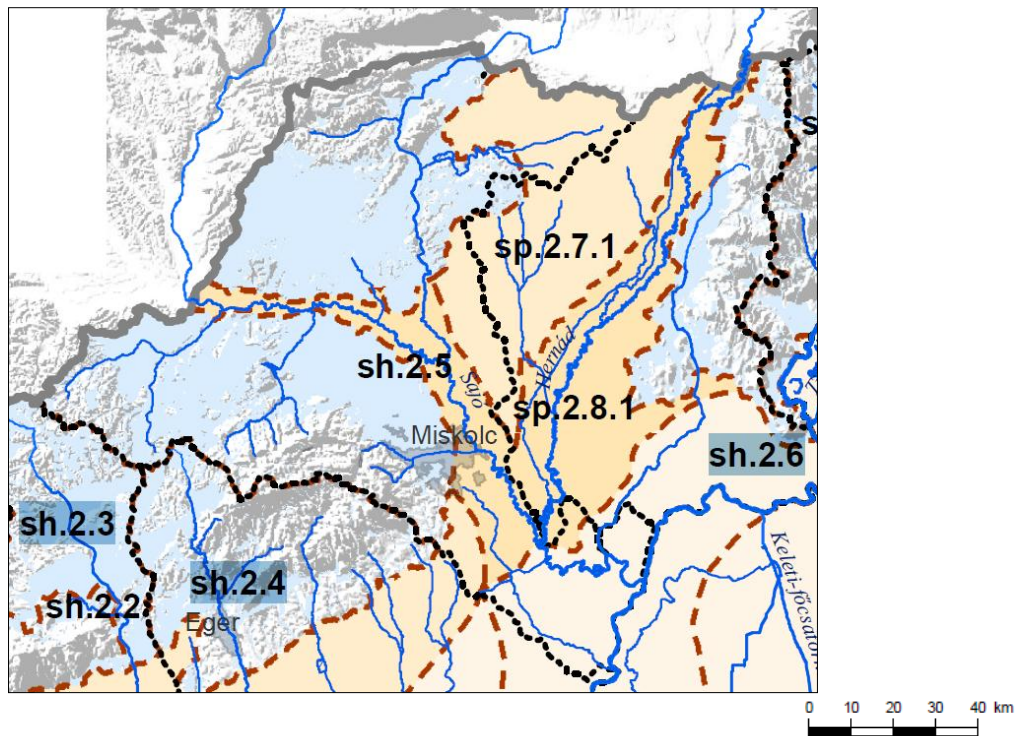 s
sp.2.7.1
Hernád
sh.2.5
Sajó
sp.2.8.1
Miskolc
sh.2.6
sh.2.3
Keleti-főcsator
sh.2.4
sh.2.2
Eger
0 10 20 30 40 km